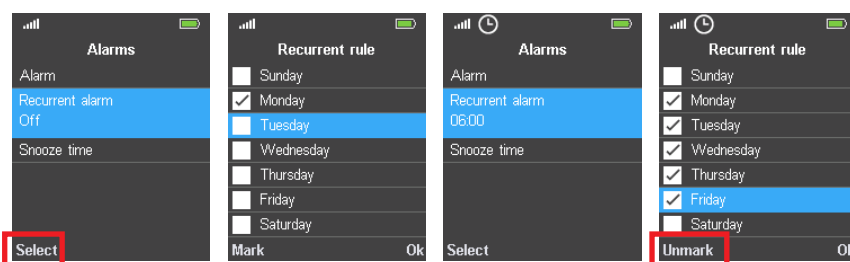 Alarms
Alarm
Recurrent alarm
Off
Snooze time
Select
Recurrent rule
Sunday
Monday
Tuesday
Wednesday
Thursday
Friday
Saturday
Mark Ok
Alarms
Alarm
Recurrent alarm
06:00
Snooze time
Select
Recurrent rule
Sunday
Monday
Tuesday
Wednesday
Thursday
Friday
Saturday
Unmark Ok